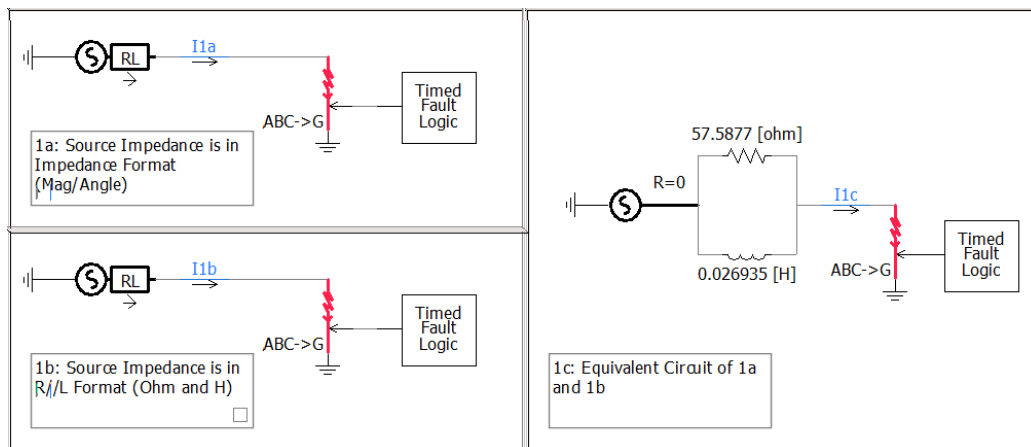 I1a
RL
Timed
Fault
Logic
ABC->G
1a: Source Impedance is in
Impedance Format
(Mag/Angle)
I1b
RL
Timed
Fault
Logic
ABC->G
1b: Source Impedance is in
R//L Format (Ohm and H)
57.5877 [ohm]
R=0
I1c
0.026935 [H]
Timed
Fault
Logic
ABC->G
1c: Equivalent Circuit of 1a
and 1b